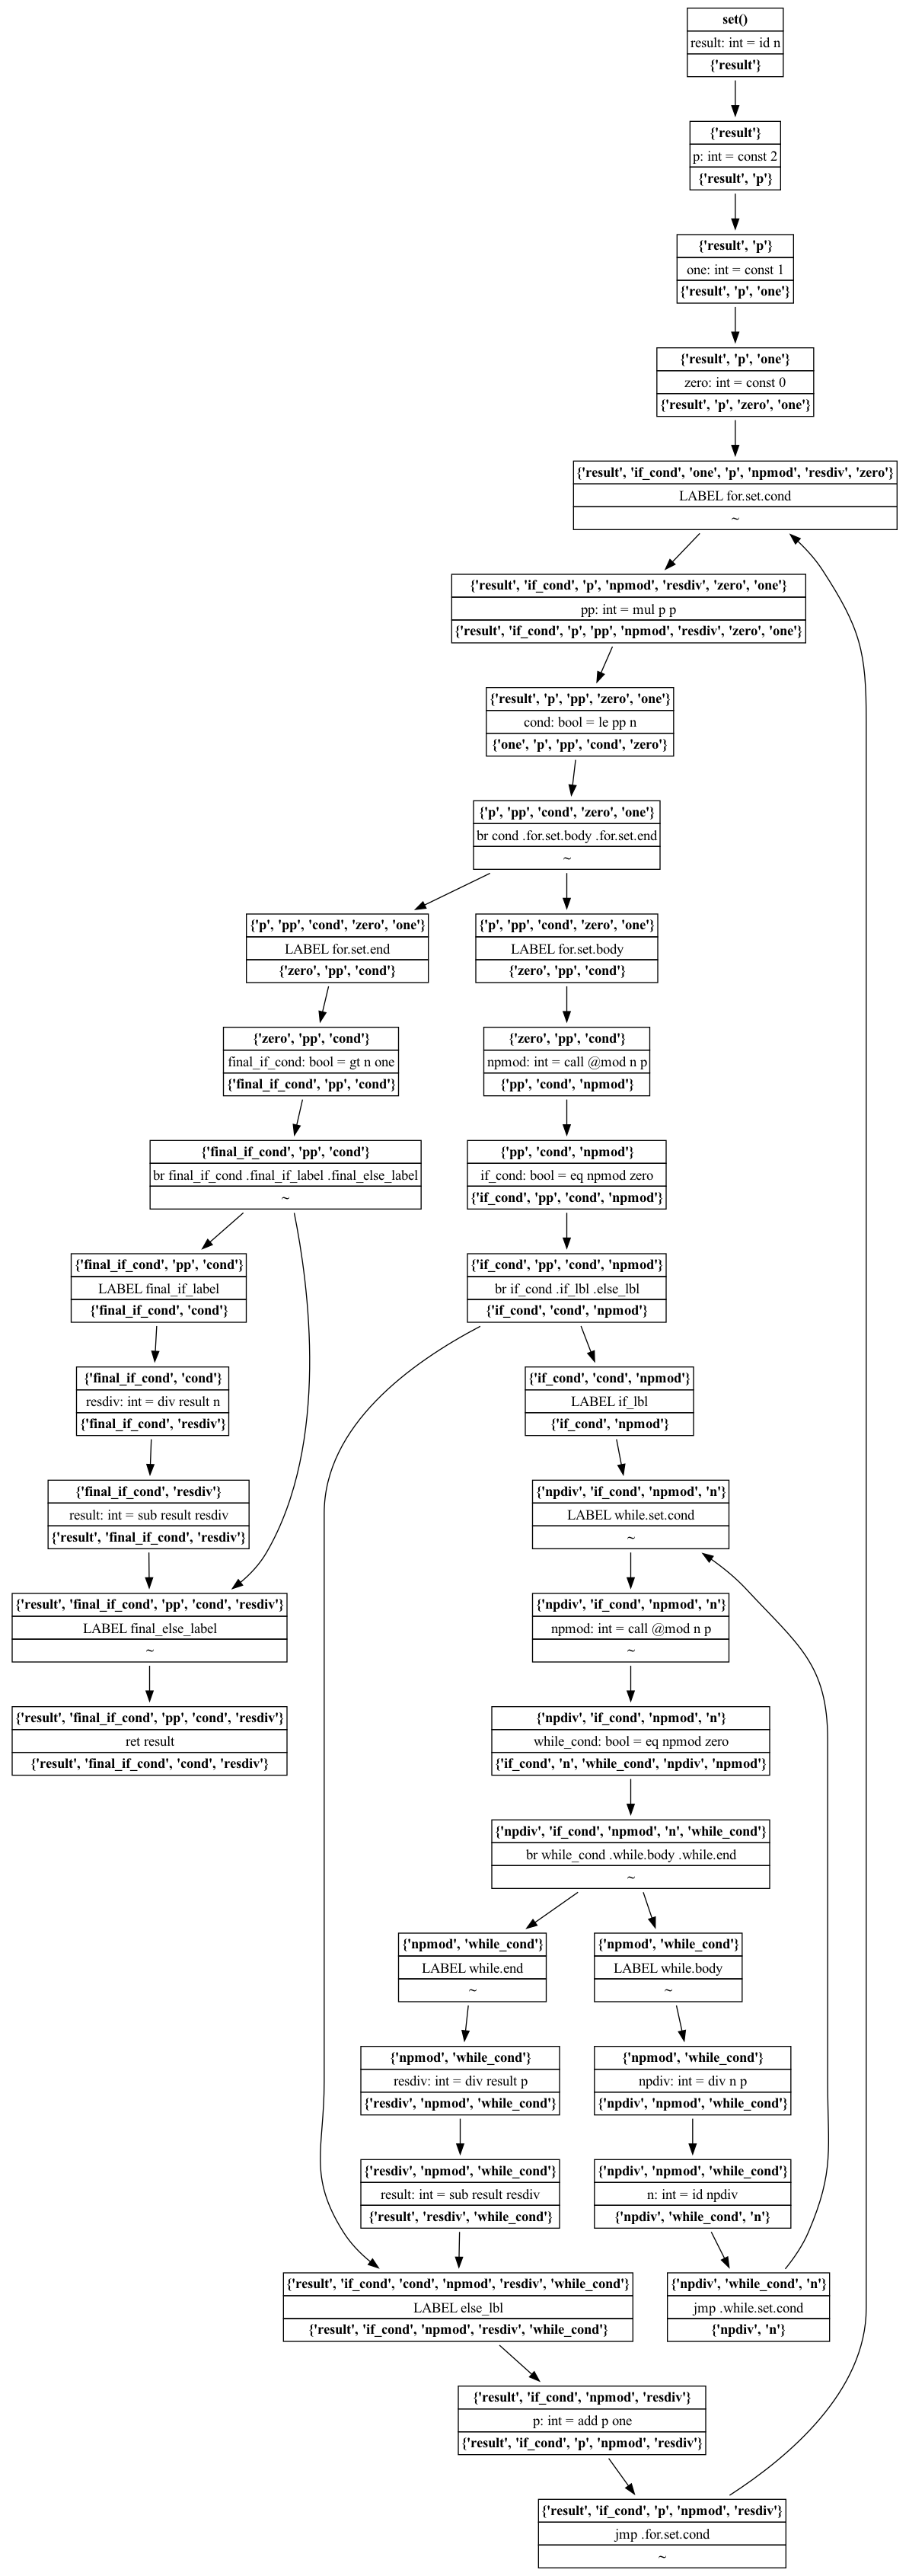 set()
result: int = id n
{'result'}
{'result'}
p: int = const 2
{'result', 'p'}
{'result', 'p'}
one: int = const 1
{'result', 'p', 'one'}
{'result', 'p', 'one'}
zero: int = const 0
{'result', 'p', 'zero', 'one'}
{'result', 'if_cond', 'one', 'p', 'npmod', 'resdiv', 'zero'}
LABEL for.set.cond
~
{'result', 'if_cond', 'p', 'npmod', 'resdiv', 'zero', 'one'}
pp: int = mul p p
{'result', 'if_cond', 'p', 'pp', 'npmod', 'resdiv', 'zero', 'one'}
{'result', 'p', 'pp', 'zero', 'one'}
cond: bool = le pp n
{'one', 'p', 'pp', 'cond', 'zero'}
{'p', 'pp', 'cond', 'zero', 'one'}
br cond .for.set.body .for.set.end
~
{'p', 'pp', 'cond', 'zero', 'one'}
LABEL for.set.end
{'zero', 'pp', 'cond'}
{'p', 'pp', 'cond', 'zero', 'one'}
LABEL for.set.body
{'zero', 'pp', 'cond'}
{'zero', 'pp', 'cond'}
final_if_cond: bool = gt n one
{'final_if_cond', 'pp', 'cond'}
{'zero', 'pp', 'cond'}
npmod: int = call @mod n p
{'pp', 'cond', 'npmod'}
{'final_if_cond', 'pp', 'cond'}
br final_if_cond .final_if_label .final_else_label
~
{'pp', 'cond', 'npmod'}
if_cond: bool = eq npmod zero
{'if_cond', 'pp', 'cond', 'npmod'}
{'final_if_cond', 'pp', 'cond'}
LABEL final_if_label
{'final_if_cond', 'cond'}
{'if_cond', 'pp', 'cond', 'npmod'}
br if_cond .if_lbl .else_lbl
{'if_cond', 'cond', 'npmod'}
{'final_if_cond', 'cond'}
resdiv: int = div result n
{'final_if_cond', 'resdiv'}
{'if_cond', 'cond', 'npmod'}
LABEL if_lbl
{'if_cond', 'npmod'}
{'final_if_cond', 'resdiv'}
result: int = sub result resdiv
{'result', 'final_if_cond', 'resdiv'}
{'npdiv', 'if_cond', 'npmod', 'n'}
LABEL while.set.cond
~
{'result', 'final_if_cond', 'pp', 'cond', 'resdiv'}
LABEL final_else_label
~
{'npdiv', 'if_cond', 'npmod', 'n'}
npmod: int = call @mod n p
~
{'result', 'final_if_cond', 'pp', 'cond', 'resdiv'}
ret result
{'result', 'final_if_cond', 'cond', 'resdiv'}
{'npdiv', 'if_cond', 'npmod', 'n'}
while_cond: bool = eq npmod zero
{'if_cond', 'n', 'while_cond', 'npdiv', 'npmod'}
{'npdiv', 'if_cond', 'npmod', 'n', 'while_cond'}
br while_cond .while.body .while.end
~
{'npmod', 'while_cond'}
LABEL while.end
~
{'npmod', 'while_cond'}
LABEL while.body
~
{'npmod', 'while_cond'}
resdiv: int = div result p
{'resdiv', 'npmod', 'while_cond'}
{'npmod', 'while_cond'}
npdiv: int = div n p
{'npdiv', 'npmod', 'while_cond'}
{'resdiv', 'npmod', 'while_cond'}
result: int = sub result resdiv
{'result', 'resdiv', 'while_cond'}
{'npdiv', 'npmod', 'while_cond'}
n: int = id npdiv
{'npdiv', 'while_cond', 'n'}
{'result', 'if_cond', 'cond', 'npmod', 'resdiv', 'while_cond'}
LABEL else_lbl
{'result', 'if_cond', 'npmod', 'resdiv', 'while_cond'}
{'npdiv', 'while_cond', 'n'}
jmp .while.set.cond
{'npdiv', 'n'}
{'result', 'if_cond', 'npmod', 'resdiv'}
p: int = add p one
{'result', 'if_cond', 'p', 'npmod', 'resdiv'}
{'result', 'if_cond', 'p', 'npmod', 'resdiv'}
jmp .for.set.cond
~